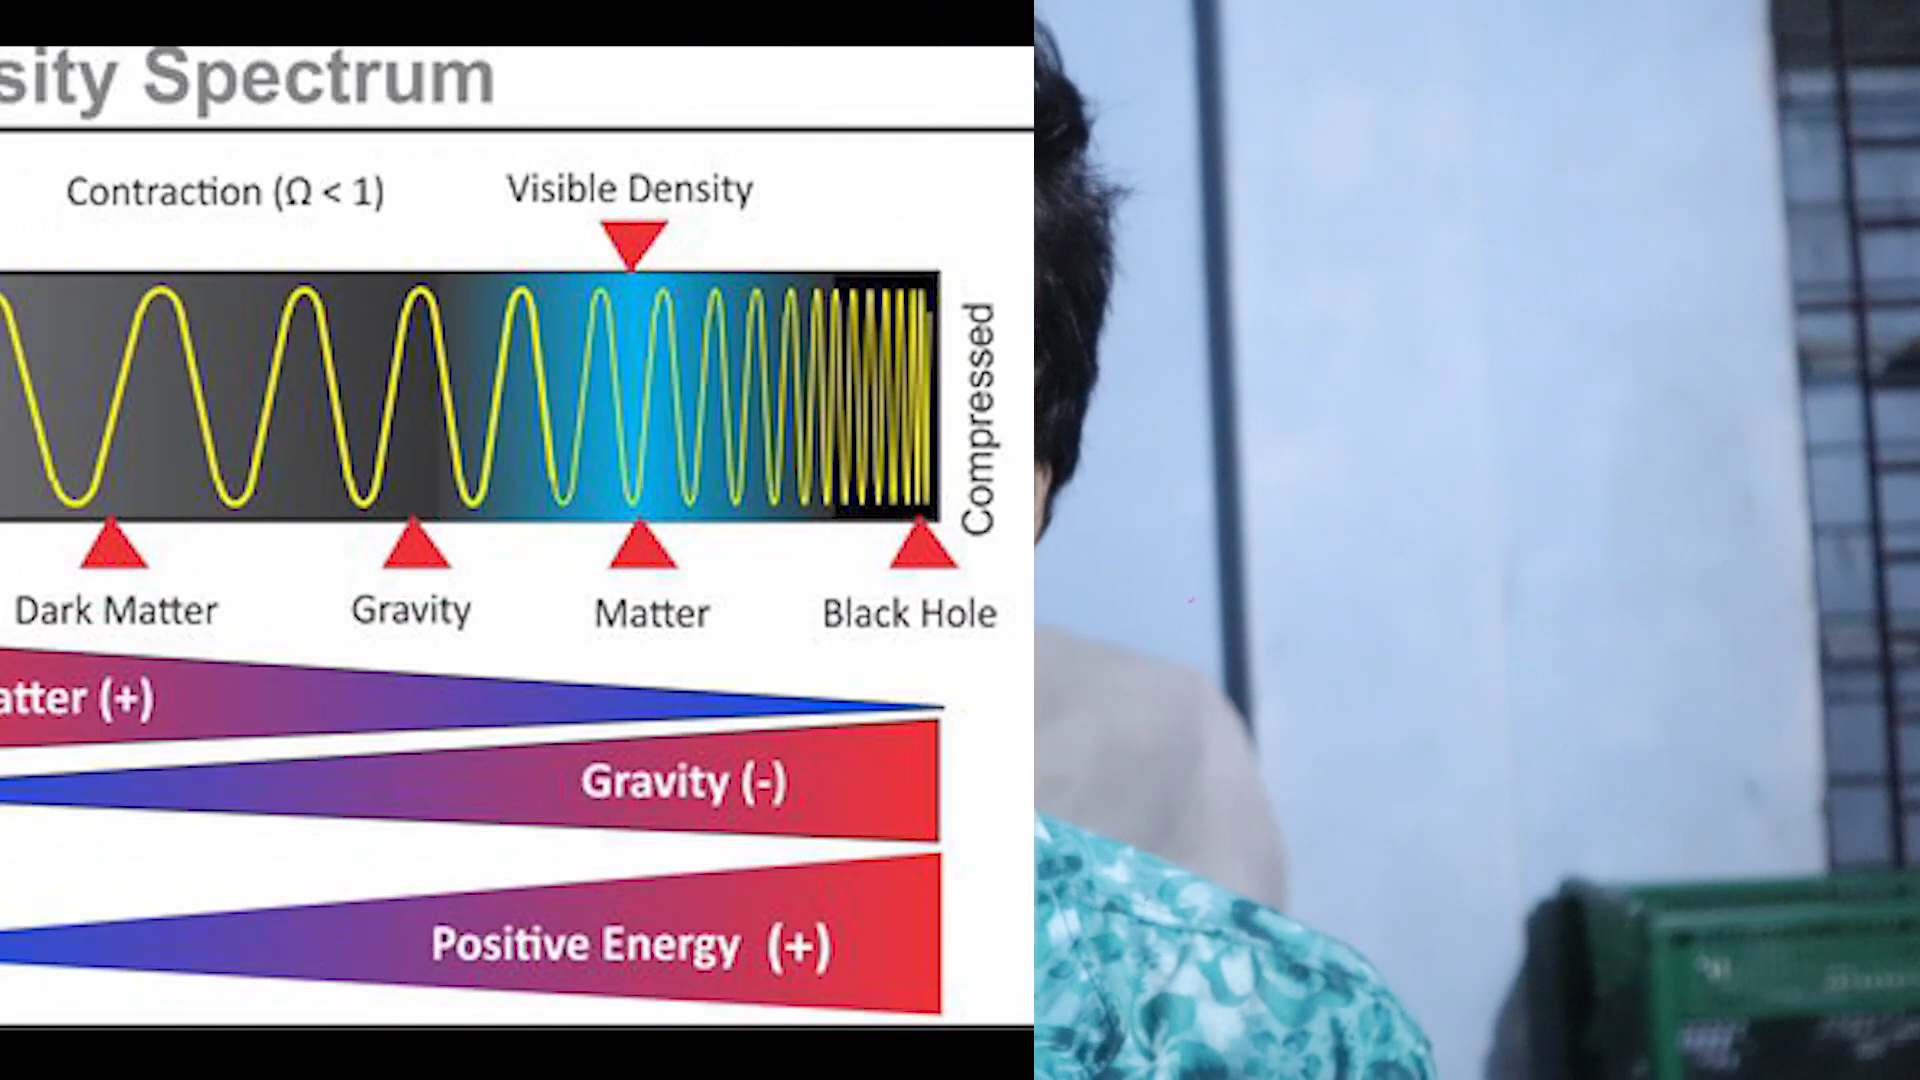 sity Spectrum
Contraction (Ω < 1)
Visible Density
Compressed
Dark Matter
Gravity
Matter
Black Hole
atter (+)
Gravity (-)
Positive Energy (+)